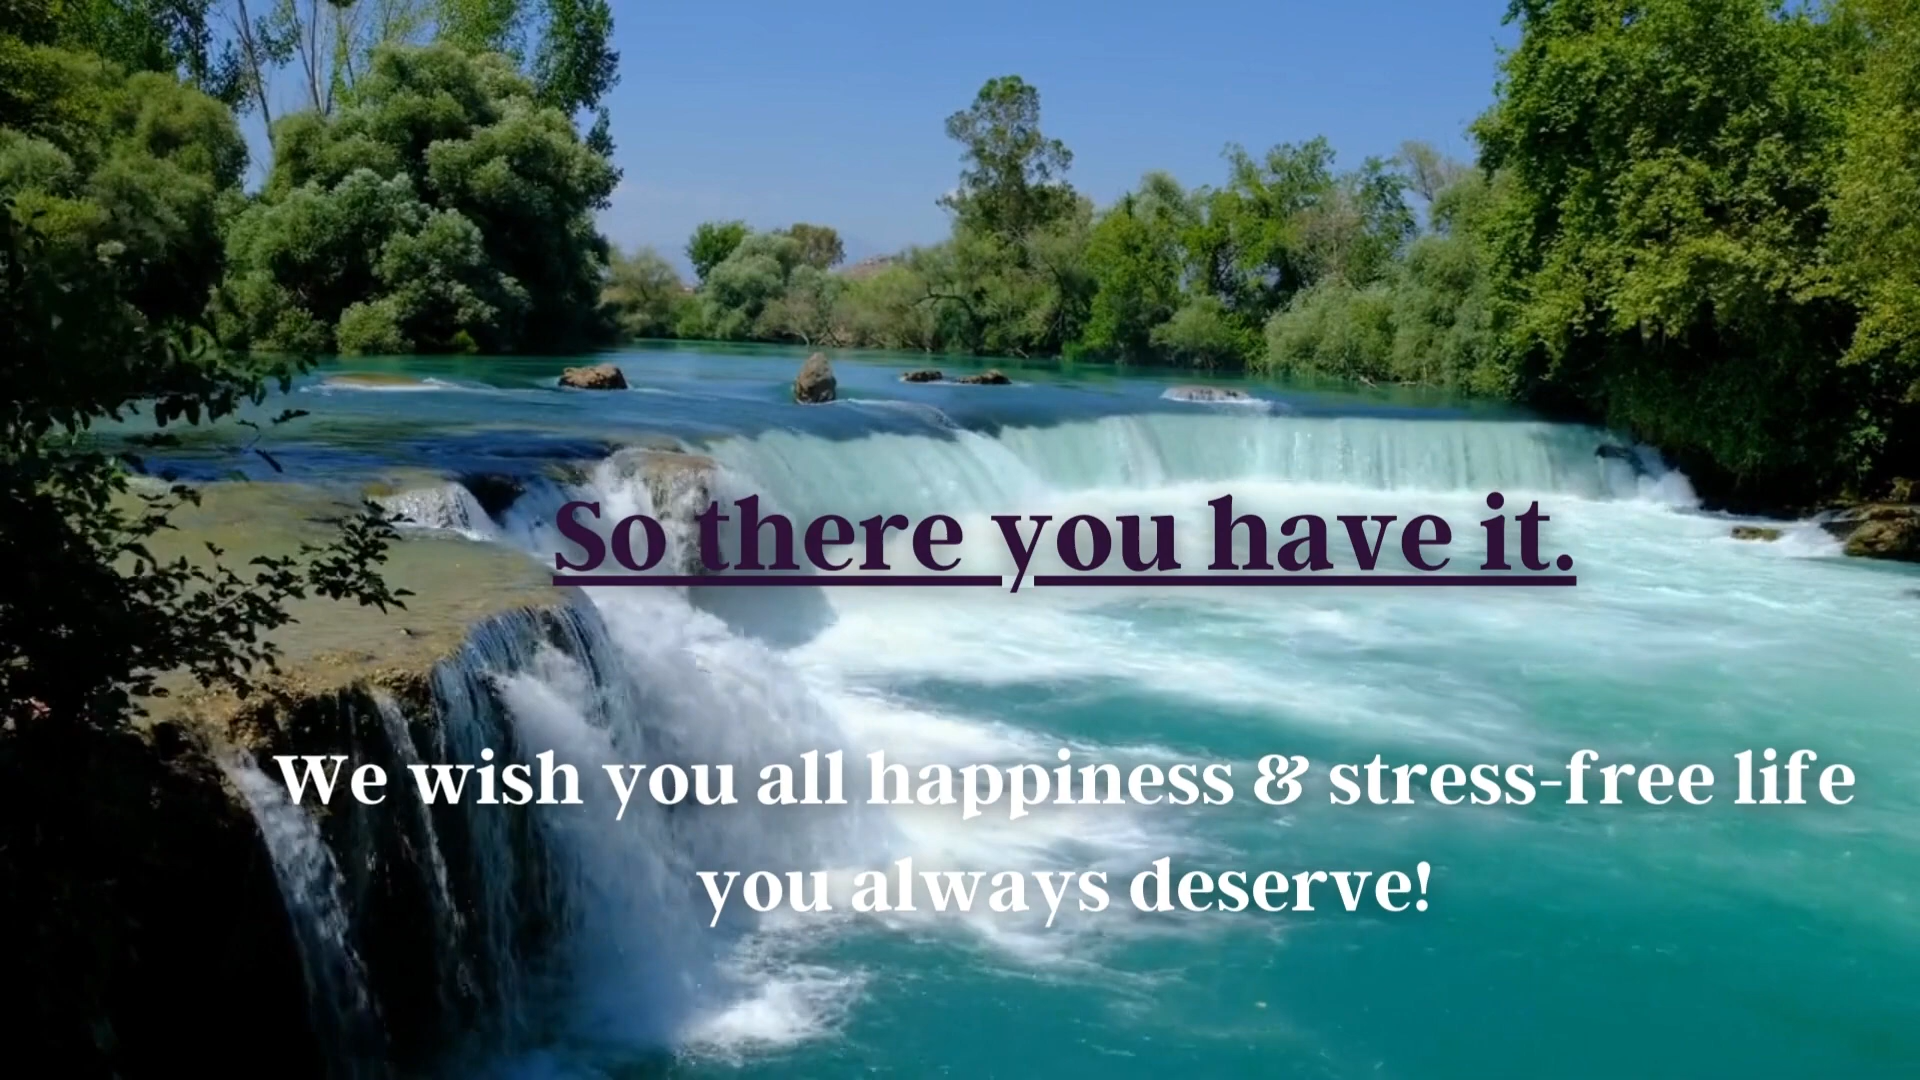 So there you have it.
We wish you all happiness & stress-free life
you always deserve!